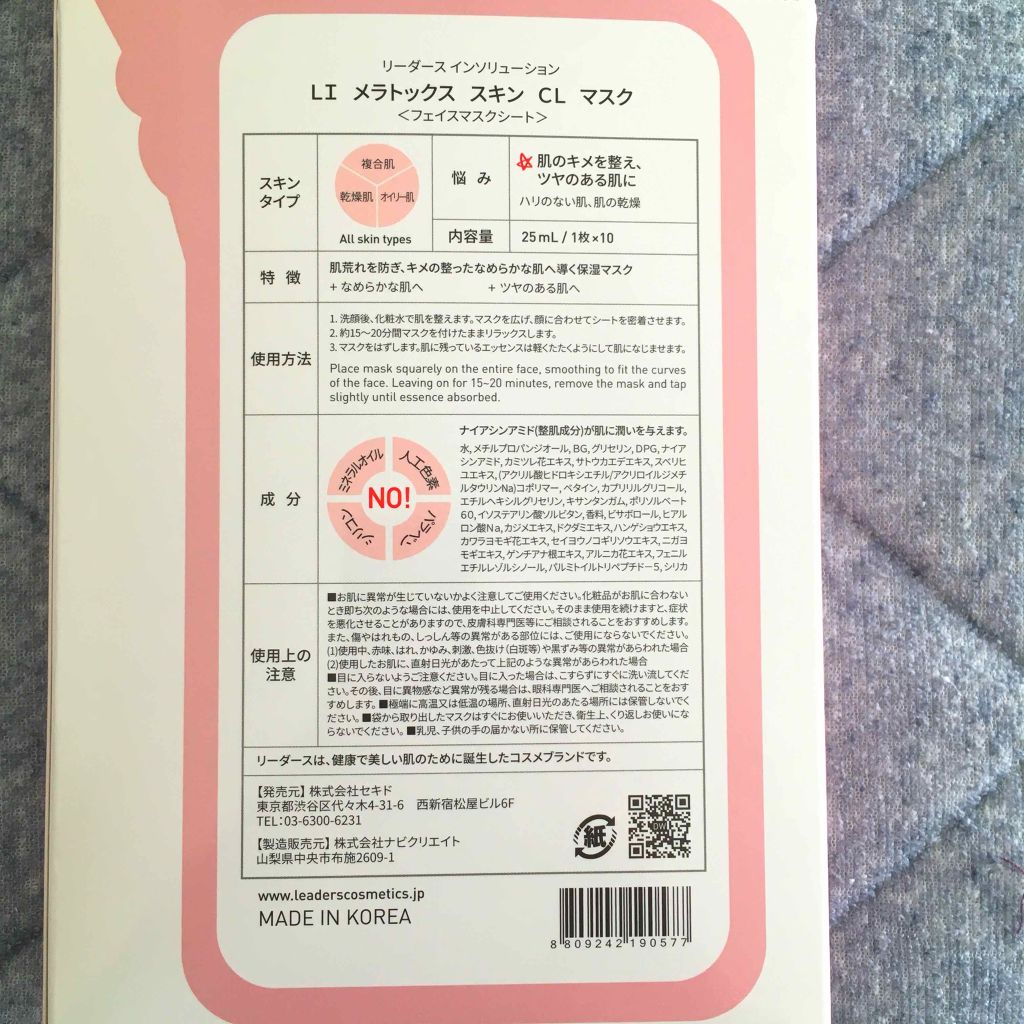 リーダース インソリューション
LI メラトックス スキン CL マスク
＜フェイスマスクシート＞
スキン
タイプ
複合肌
乾燥肌
オイリー肌
All skin types
悩 み
肌のキメを整え、
ツヤのある肌に
ハリのない肌、肌の乾燥
内容量
25mL / 1枚×10
特 徴
肌荒れを防ぎ、キメの整ったなめらかな肌へ導く保湿マスク
+ なめらかな肌へ + ツヤのある肌へ
使用方法
1. 洗顔後、化粧水で肌を整えます。マスクを広げ、顔に合わせてシートを密着させます。
2. 約15～20分間マスクを付けたままリラックスします。
3. マスクをはずします。肌に残っているエッセンスは軽くたたくようにして肌になじませます。
Place mask squarely on the entire face, smoothing to fit the curves
of the face. Leaving on for 15~20 minutes, remove the mask and tap
slightly until essence absorbed.
成 分
ミネラルオイル
人工色素
NO!
シリコン
パラベン
ナイアシンアミド(整肌成分)が肌に潤いを与えます。
水, メチルプロパンジオール, BG, グリセリン, DPG, ナイア
シンアミド, カミツレ花エキス, サトウカエデエキス, スベリヒ
ユエキス, (アクリル酸ヒドロキシエチル/アクリロイルジメチ
ルタウリンNa)コポリマー, ベタイン, カプリリルグリコール,
エチルヘキシルグリセリン, キサンタンガム, ポリソルベート
60, イソステアリン酸ソルビタン, 香料, ビサボロール, ヒアル
ロン酸Na, カジメエキス, ドクダミエキス, ハンゲショウエキス,
カワラヨモギ花エキス, セイヨウノコギリソウエキス, ニガヨ
モギエキス, ゲンチアナ根エキス, アルニカ花エキス, フェニル
エチルレゾルシノール, パルミトイルトリペプチド-5, シリカ
使用上の
注意
■お肌に異常が生じていないかよく注意してご使用ください。化粧品がお肌に合わない
とき即ち次のような場合には、使用を中止してください。そのまま使用を続けますと、症状
を悪化させることがありますので、皮膚科専門医等にご相談されることをおすすめします。
また、傷やはれもの、しっしん等の異常がある部位には、ご使用にならないでください。
(1)使用中、赤味、はれ、かゆみ、刺激、色抜け(白斑等)や黒ずみ等の異常があらわれた場合
(2)使用したお肌に、直射日光があたって上記のような異常があらわれた場合
■目に入らないようご注意ください。目に入った場合は、こすらずにすぐに洗い流してくだ
さい。その後、目に異物感など異常が残る場合は、眼科専門医へご相談されることをおす
すめします。■極端に高温又は低温の場所、直射日光のあたる場所には保管しないでく
ださい。■袋から取り出したマスクはすぐにお使いいただき、衛生上、くり返しお使いにな
らないでください。■乳児、子供の手の届かない所に保管してください。
リーダースは、健康で美しい肌のために誕生したコスメブランドです。
【発売元】株式会社セキド
東京都渋谷区代々木4-31-6 西新宿松屋ビル6F
TEL:03-6300-6231
【製造販売元】株式会社ナビクリエイト
山梨県中央市布施2609-1
紙
www.leaderscosmetics.jp
MADE IN KOREA
8 809242 190577